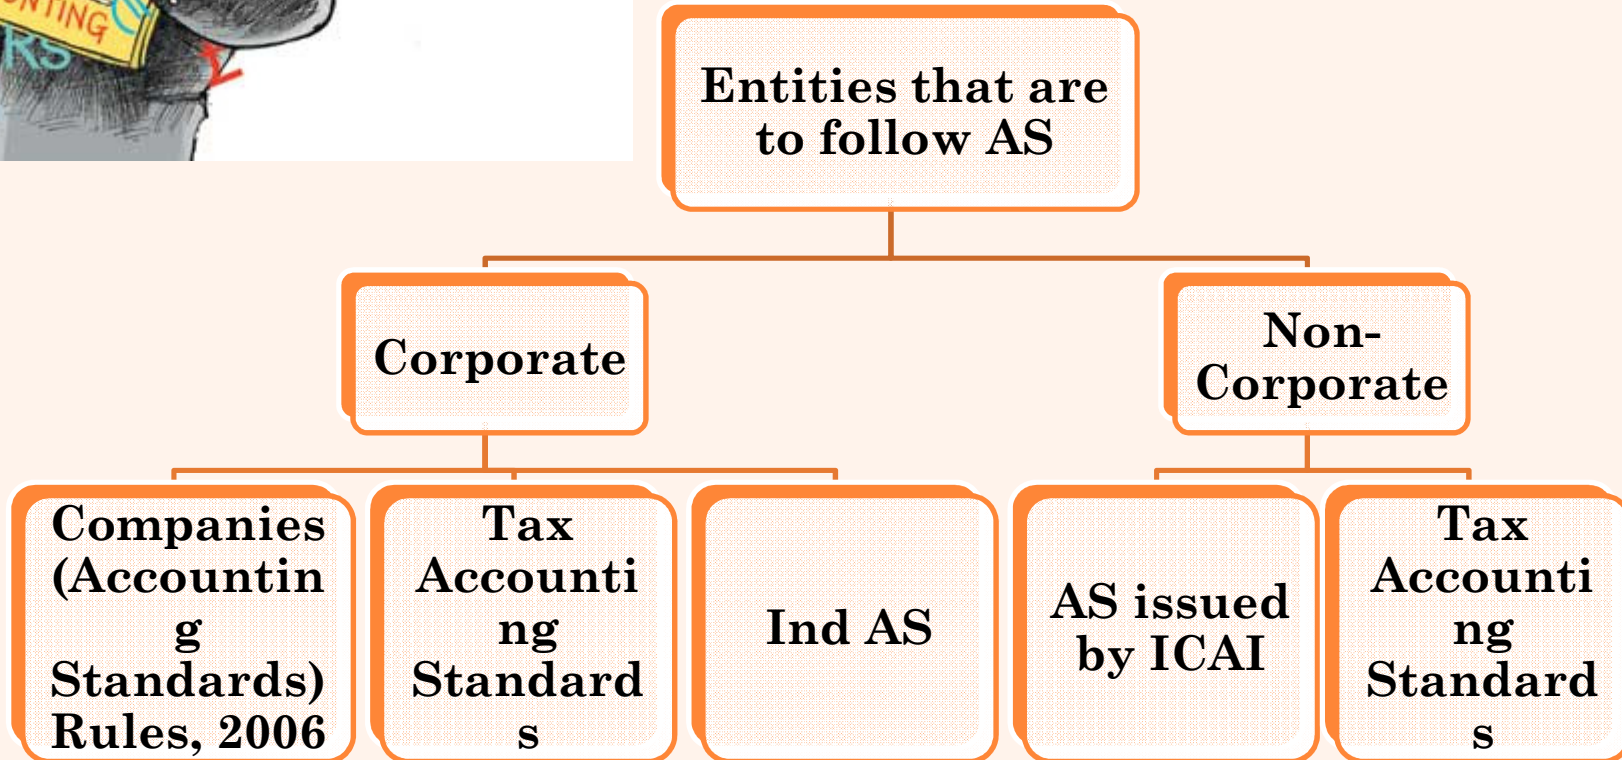 NTING
RS
Entities that are
to follow AS
Corporate
Non-
Corporate
Companies
(Accountin
g
Standards)
Rules, 2006
Tax
Accounti
ng
Standard
s
Ind AS
AS issued
by ICAI
Tax
Accounti
ng
Standard
s